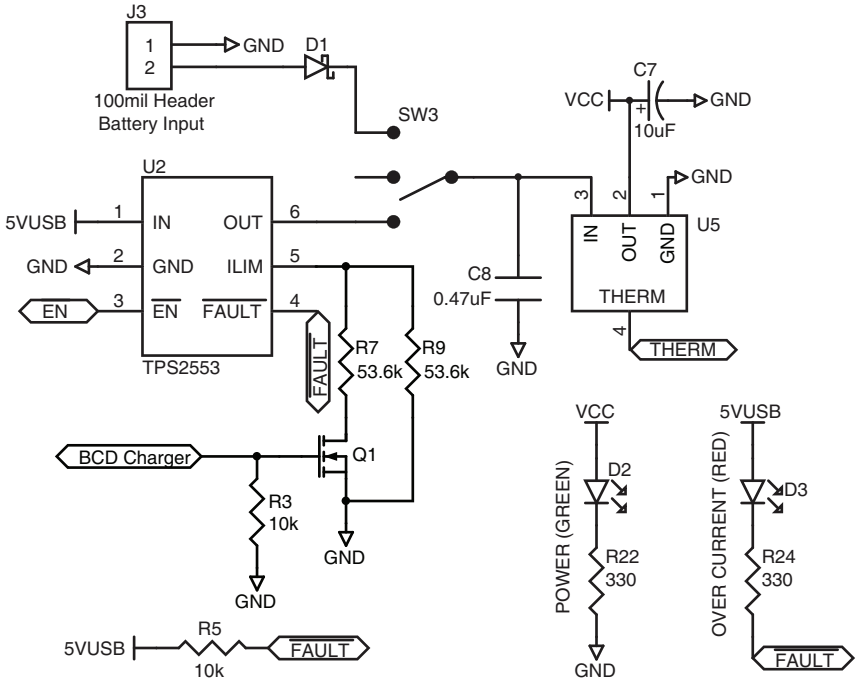 J3
1
2
GND
D1
100mil Header
Battery Input
SW3
C7
VCC
+
10uF
GND
U2
TPS2553
5VUSB
1
IN
OUT
6
GND
2
GND
ILIM
5
EN
3
EN
FAULT
4
FAULT
C8
0.47uF
GND
3
2
1
GND
IN
OUT
GND
U5
THERM
4
THERM
R7
53.6k
R9
53.6k
BCD Charger
Q1
R3
10k
GND
GND
5VUSB
R5
10k
FAULT
VCC
D2
POWER (GREEN)
R22
330
GND
5VUSB
D3
OVER CURRENT (RED)
R24
330
FAULT